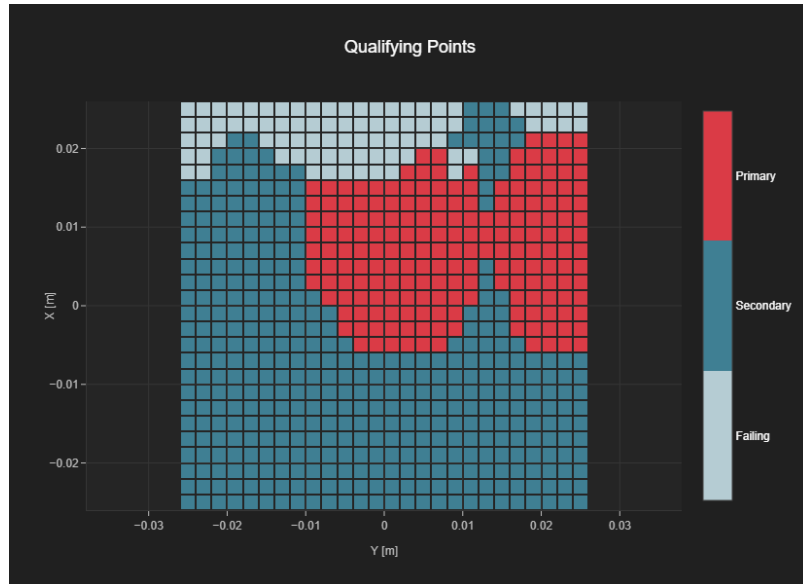 Qualifying Points
0.02
0.01
0
−0.01
−0.02
X [m]
−0.03
−0.02
−0.01
0
0.01
0.02
0.03
Y [m]
Primary
Secondary
Failing